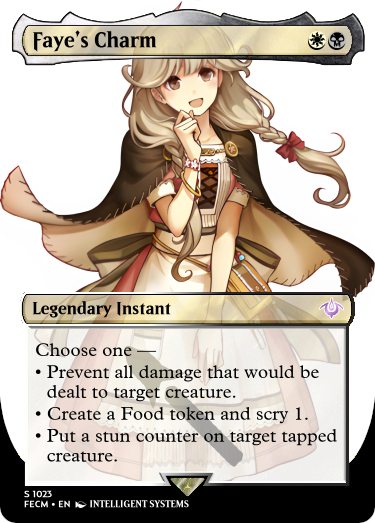 Faye's Charm
Legendary Instant
Choose one —
• Prevent all damage that would be
dealt to target creature.
• Create a Food token and scry 1.
• Put a stun counter on target tapped
creature.
S 1023
FECM • EN INTELLIGENT SYSTEMS